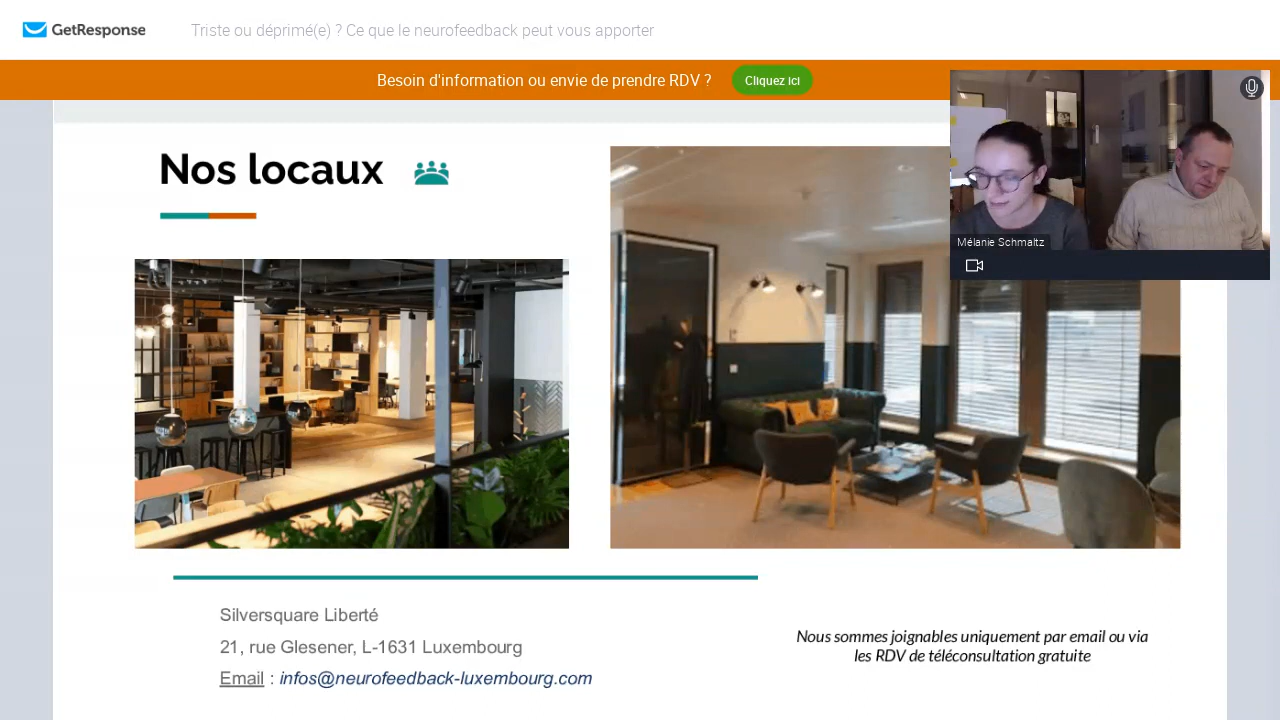 GetResponse
Triste ou déprimé(e) ? Ce que le neurofeedback peut vous apporter
Besoin d'information ou envie de prendre RDV ?
Cliquez ici
Nos locaux
Mélanie Schmaltz
Silversquare Liberté
21, rue Glesener, L-1631 Luxembourg
Email : infos@neurofeedback-luxembourg.com
Nous sommes joignables uniquement par email ou via
les RDV de téléconsultation gratuite